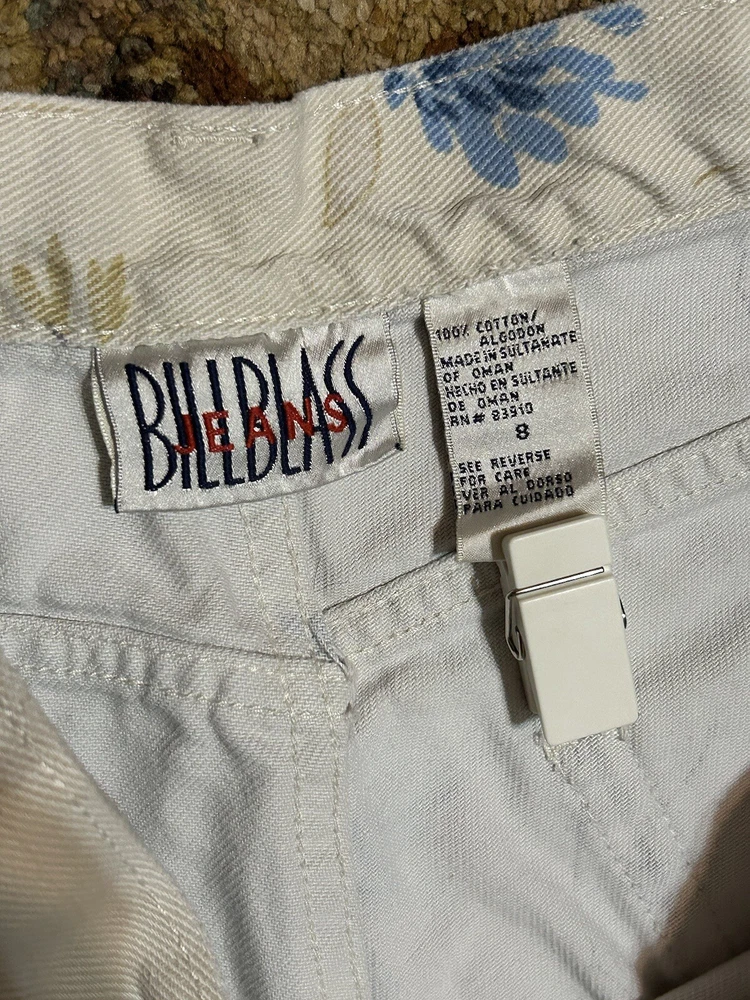 BILLBLASS
JEANS
100% COTTON/
ALGODON
MADE IN SULTANATE
OF OMAN
HECHO EN SULTANTE
DE OMAN
RN# 83910
8
SEE REVERSE
FOR CARE
VER AL DORSO
PARA CUIDADO